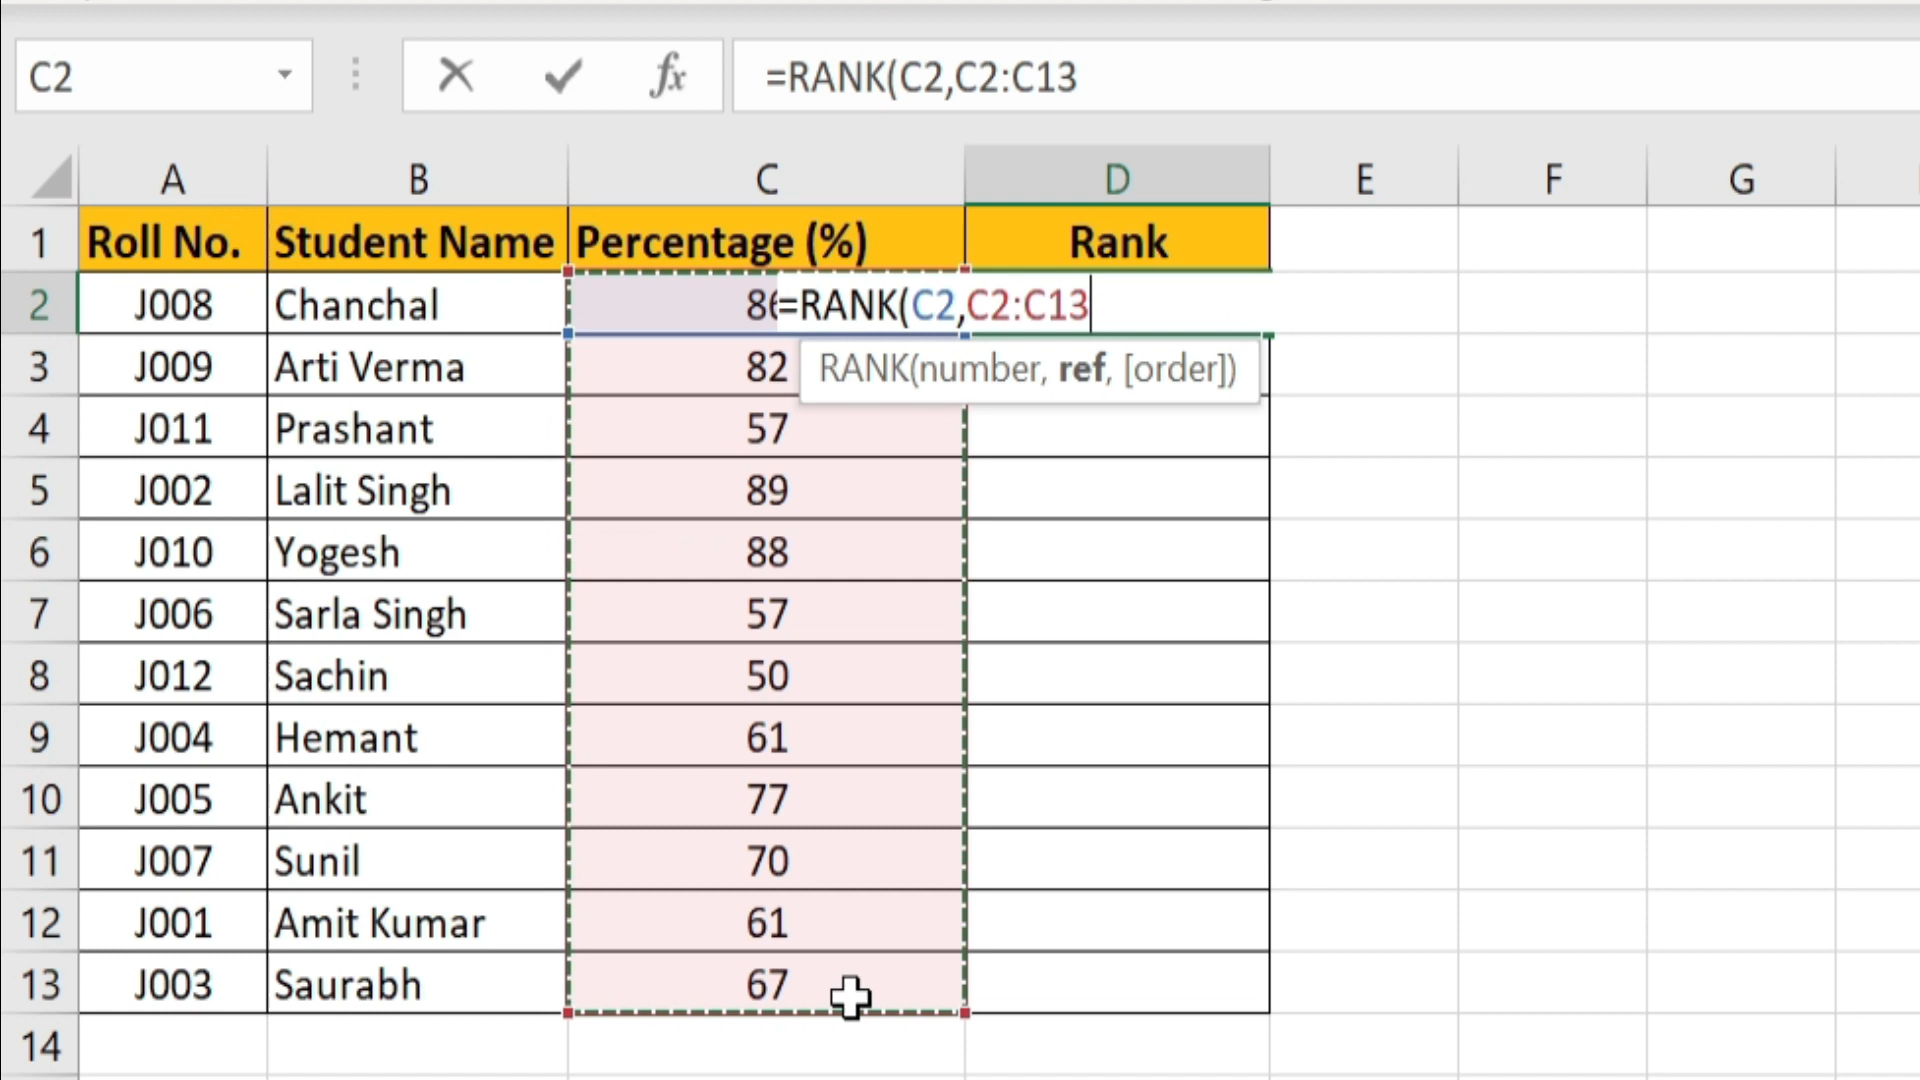 C2 fx =RANK(C2,C2:C13
A B C D E F G
1 Roll No. Student Name Percentage (%) Rank
2 J008 Chanchal =RANK(C2,C2:C13
RANK(number, ref, [order])
3 J009 Arti Verma 82
4 J011 Prashant 57
5 J002 Lalit Singh 89
6 J010 Yogesh 88
7 J006 Sarla Singh 57
8 J012 Sachin 50
9 J004 Hemant 61
10 J005 Ankit 77
11 J007 Sunil 70
12 J001 Amit Kumar 61
13 J003 Saurabh 67
14